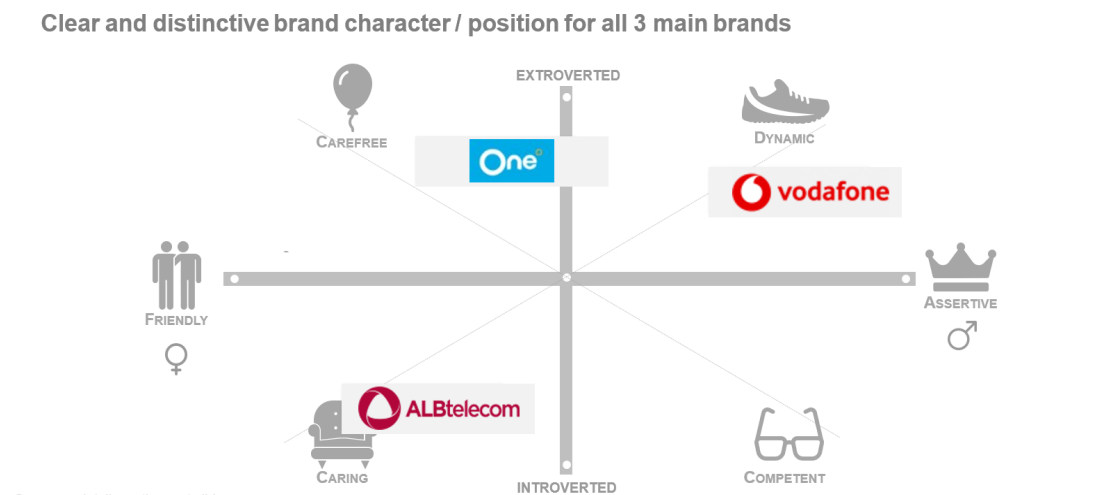 Clear and distinctive brand character / position for all 3 main brands
EXTROVERTED
CAREFREE
One
DYNAMIC
vodafone
-
FRIENDLY
ASSERTIVE
ALBtelecom
CARING
COMPETENT
INTROVERTED